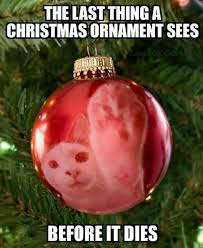 THE LAST THING A
CHRISTMAS ORNAMENT SEES
BEFORE IT DIES